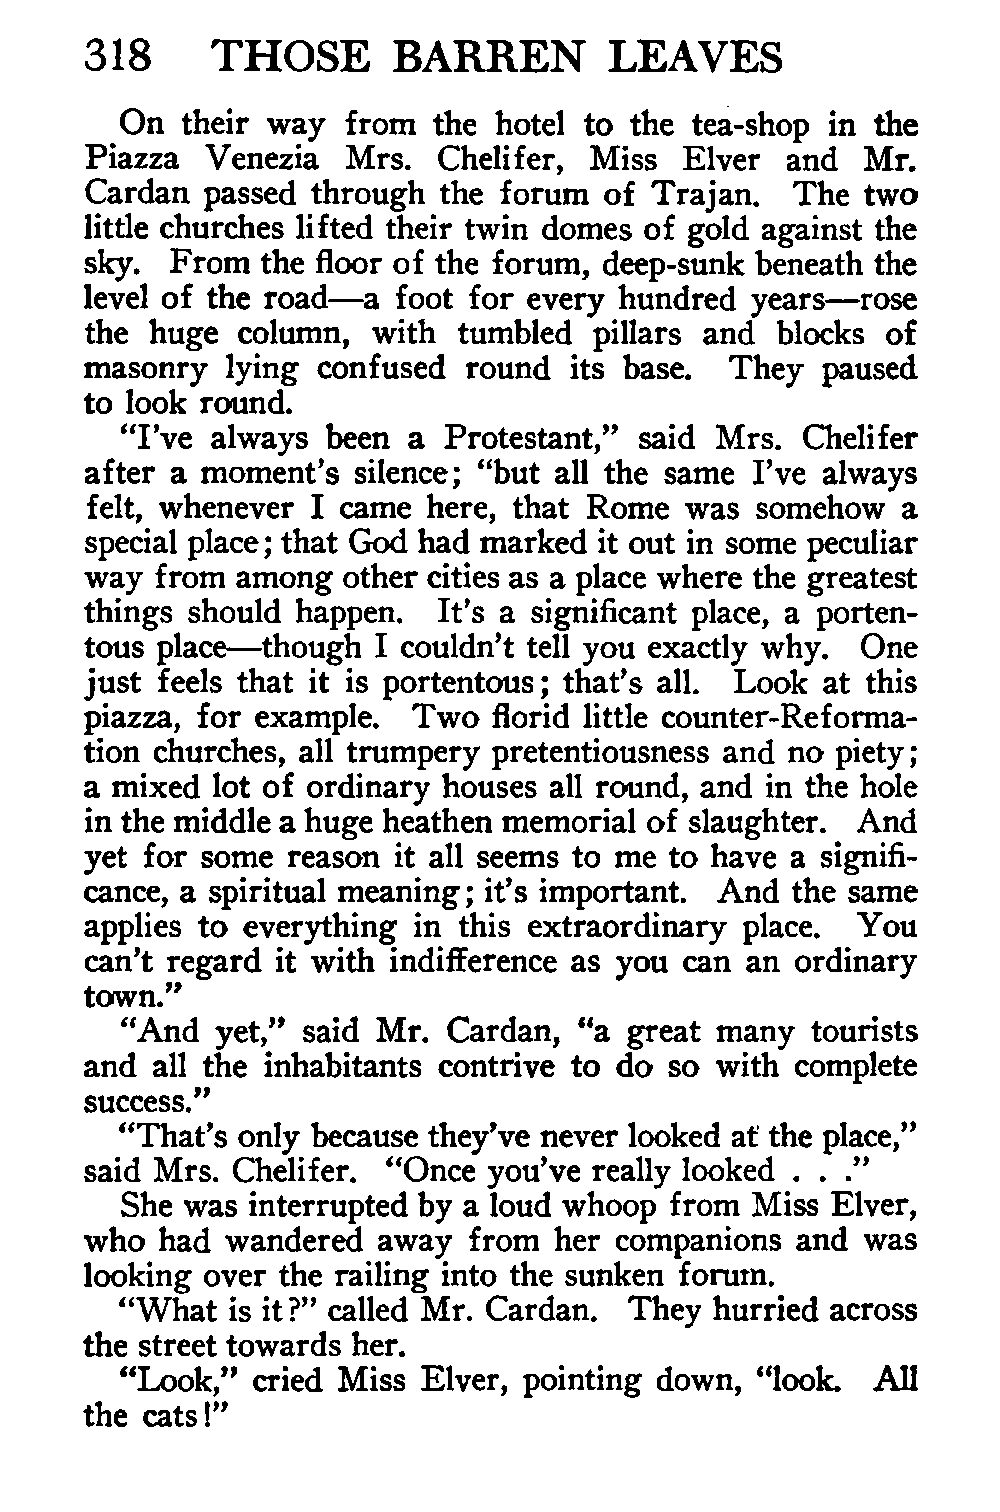 318 THOSE BARREN LEAVES
On their way from the hotel to the tea-shop in the
Piazza Venezia Mrs. Chelifer, Miss Elver and Mr.
Cardan passed through the forum of Trajan. The two
little churches lifted their twin domes of gold against the
sky. From the floor of the forum, deep-sunk beneath the
level of the road—a foot for every hundred years—rose
the huge column, with tumbled pillars and blocks of
masonry lying confused round its base. They paused
to look round.
“I’ve always been a Protestant,” said Mrs. Chelifer
after a moment’s silence; “but all the same I’ve always
felt, whenever I came here, that Rome was somehow a
special place; that God had marked it out in some peculiar
way from among other cities as a place where the greatest
things should happen. It’s a significant place, a porten-
tous place—though I couldn’t tell you exactly why. One
just feels that it is portentous; that’s all. Look at this
piazza, for example. Two florid little counter-Reforma-
tion churches, all trumpery pretentiousness and no piety;
a mixed lot of ordinary houses all round, and in the hole
in the middle a huge heathen memorial of slaughter. And
yet for some reason it all seems to me to have a signifi-
cance, a spiritual meaning; it’s important. And the same
applies to everything in this extraordinary place. You
can’t regard it with indifference as you can an ordinary
town.”
“And yet,” said Mr. Cardan, “a great many tourists
and all the inhabitants contrive to do so with complete
success.”
“That’s only because they’ve never looked at the place,”
said Mrs. Chelifer. “Once you’ve really looked . . .”
She was interrupted by a loud whoop from Miss Elver,
who had wandered away from her companions and was
looking over the railing into the sunken forum.
“What is it?” called Mr. Cardan. They hurried across
the street towards her.
“Look,” cried Miss Elver, pointing down, “look. All
the cats!”